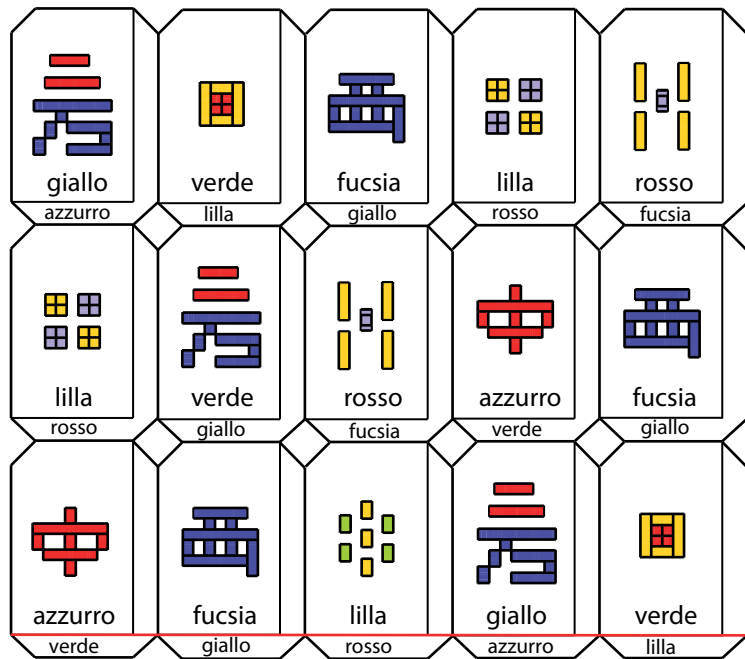 giallo verde fucsia lilla rosso
azzurro lilla giallo rosso fucsia
lilla verde rosso azzurro fucsia
rosso giallo fucsia verde giallo
azzurro fucsia lilla giallo verde
verde giallo rosso azzurro lilla